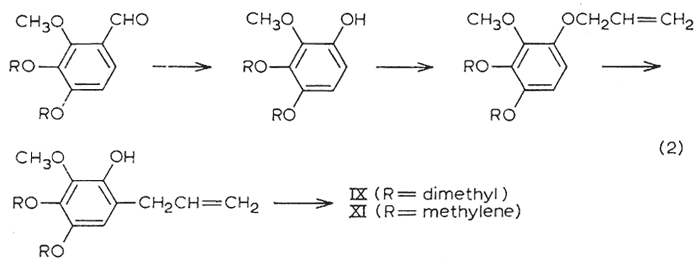 CH₃O CHO
RO
RO
CH₃O OH
RO
RO
CH₃O OCH₂CH=CH₂
RO
RO
(2)
CH₃O OH
RO CH₂CH=CH₂
RO
IX (R = dimethyl)
XI (R = methylene)